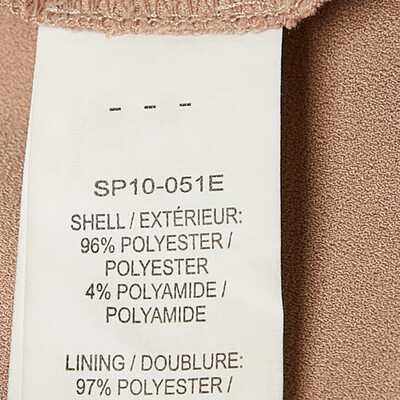 - - -
SP10-051E
SHELL / EXTÉRIEUR:
96% POLYESTER /
POLYESTER
4% POLYAMIDE /
POLYAMIDE
LINING / DOUBLURE:
97% POLYESTER /